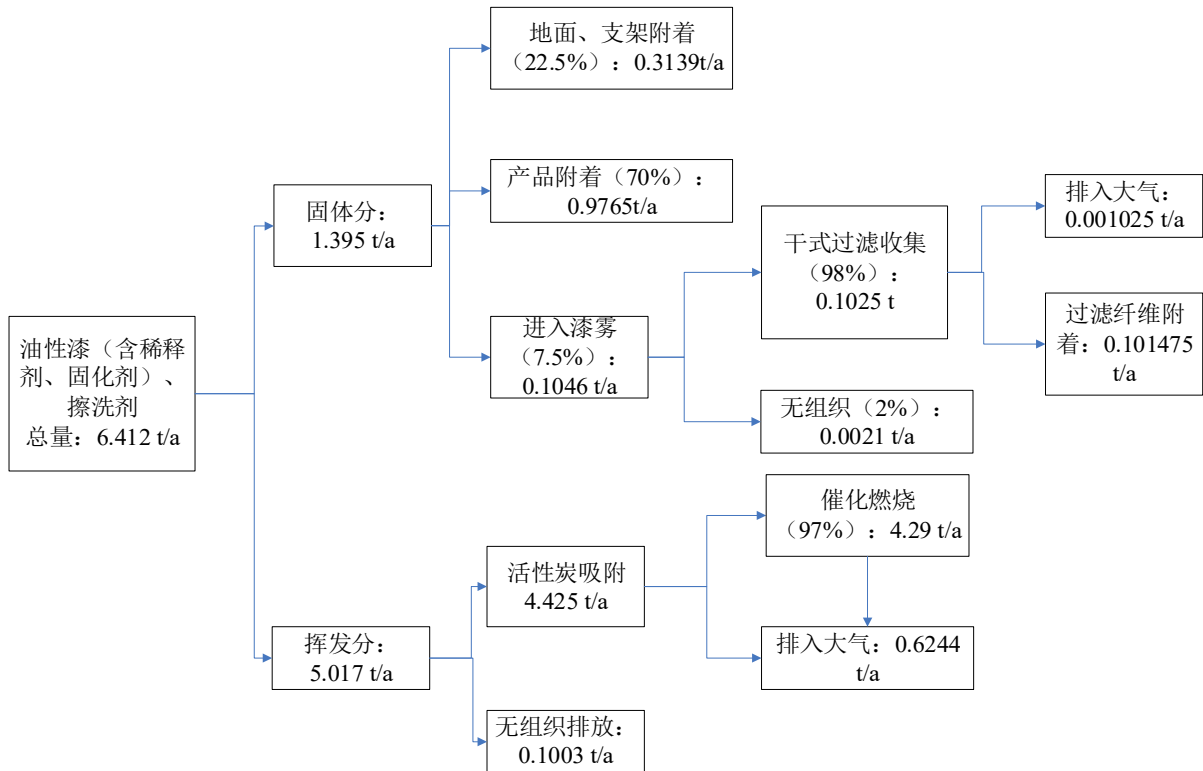 地面、支架附着
（22.5%）：0.3139t/a
产品附着（70%）：
0.9765t/a
固体分：
1.395 t/a
排入大气：
0.001025
t/a
干式过滤收集
（98%）：
0.1025 t
过滤纤维附
着：0.101475
t/a
进入漆雾
（7.5%）：
0.1046 t/a
油性漆（含稀释
剂、固化剂）、
擦洗剂
总量：6.412 t/a
无组织（2%）：
0.0021 t/a
催化燃烧
（97%）：4.29 t/a
活性炭吸附
4.425 t/a
挥发分：
5.017 t/a
排入大气：0.6244
t/a
无组织排放：
0.1003 t/a